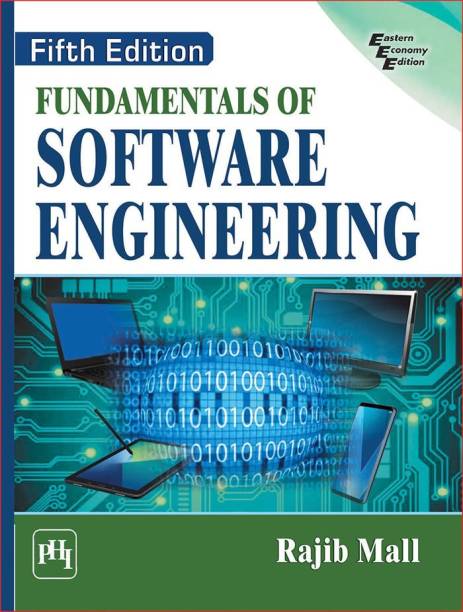 Fifth Edition
Eastern
Economy
Edition
FUNDAMENTALS OF
SOFTWARE
ENGINEERING
PHI
Rajib Mall